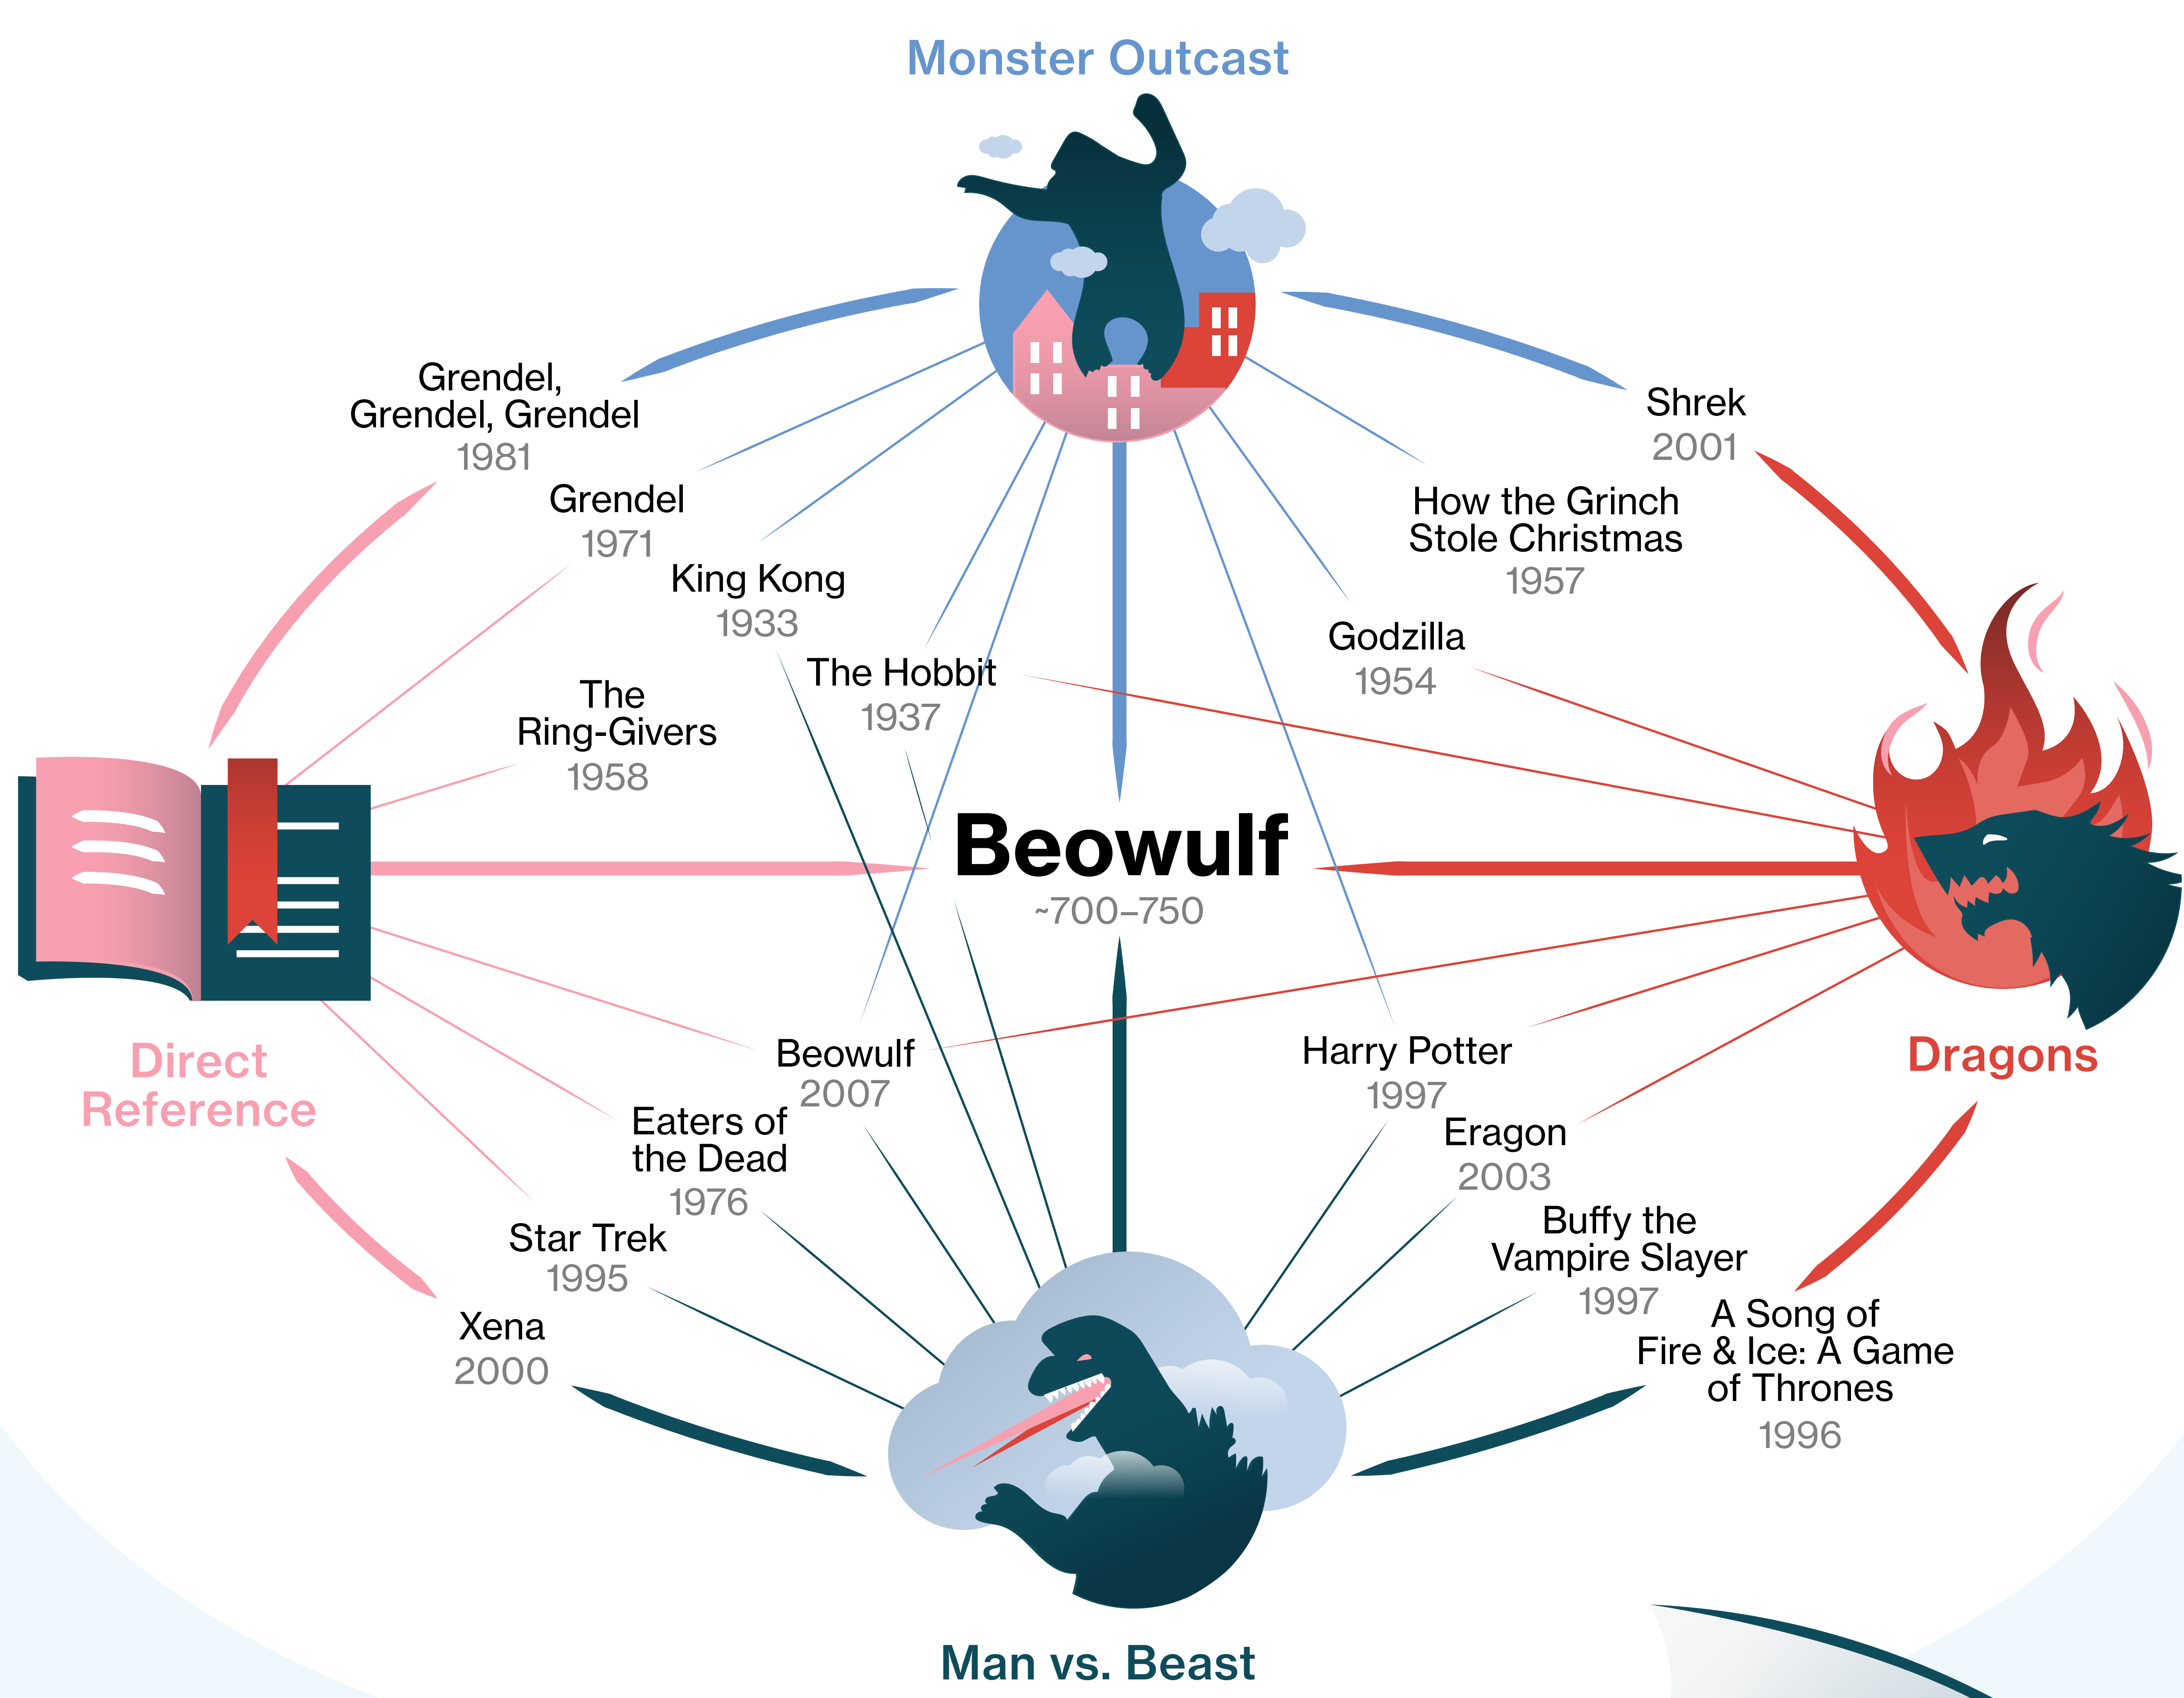 Monster Outcast
Grendel,
Grendel, Grendel
1981
Shrek
2001
Grendel
1971
How the Grinch
Stole Christmas
1957
King Kong
1933
Godzilla
1954
The Hobbit
1937
The
Ring-Givers
1958
Beowulf
~700–750
Direct
Reference
Dragons
Beowulf
2007
Harry Potter
1997
Eaters of
the Dead
1976
Eragon
2003
Star Trek
1995
Buffy the
Vampire Slayer
1997
Xena
2000
A Song of
Fire & Ice: A Game
of Thrones
1996
Man vs. Beast